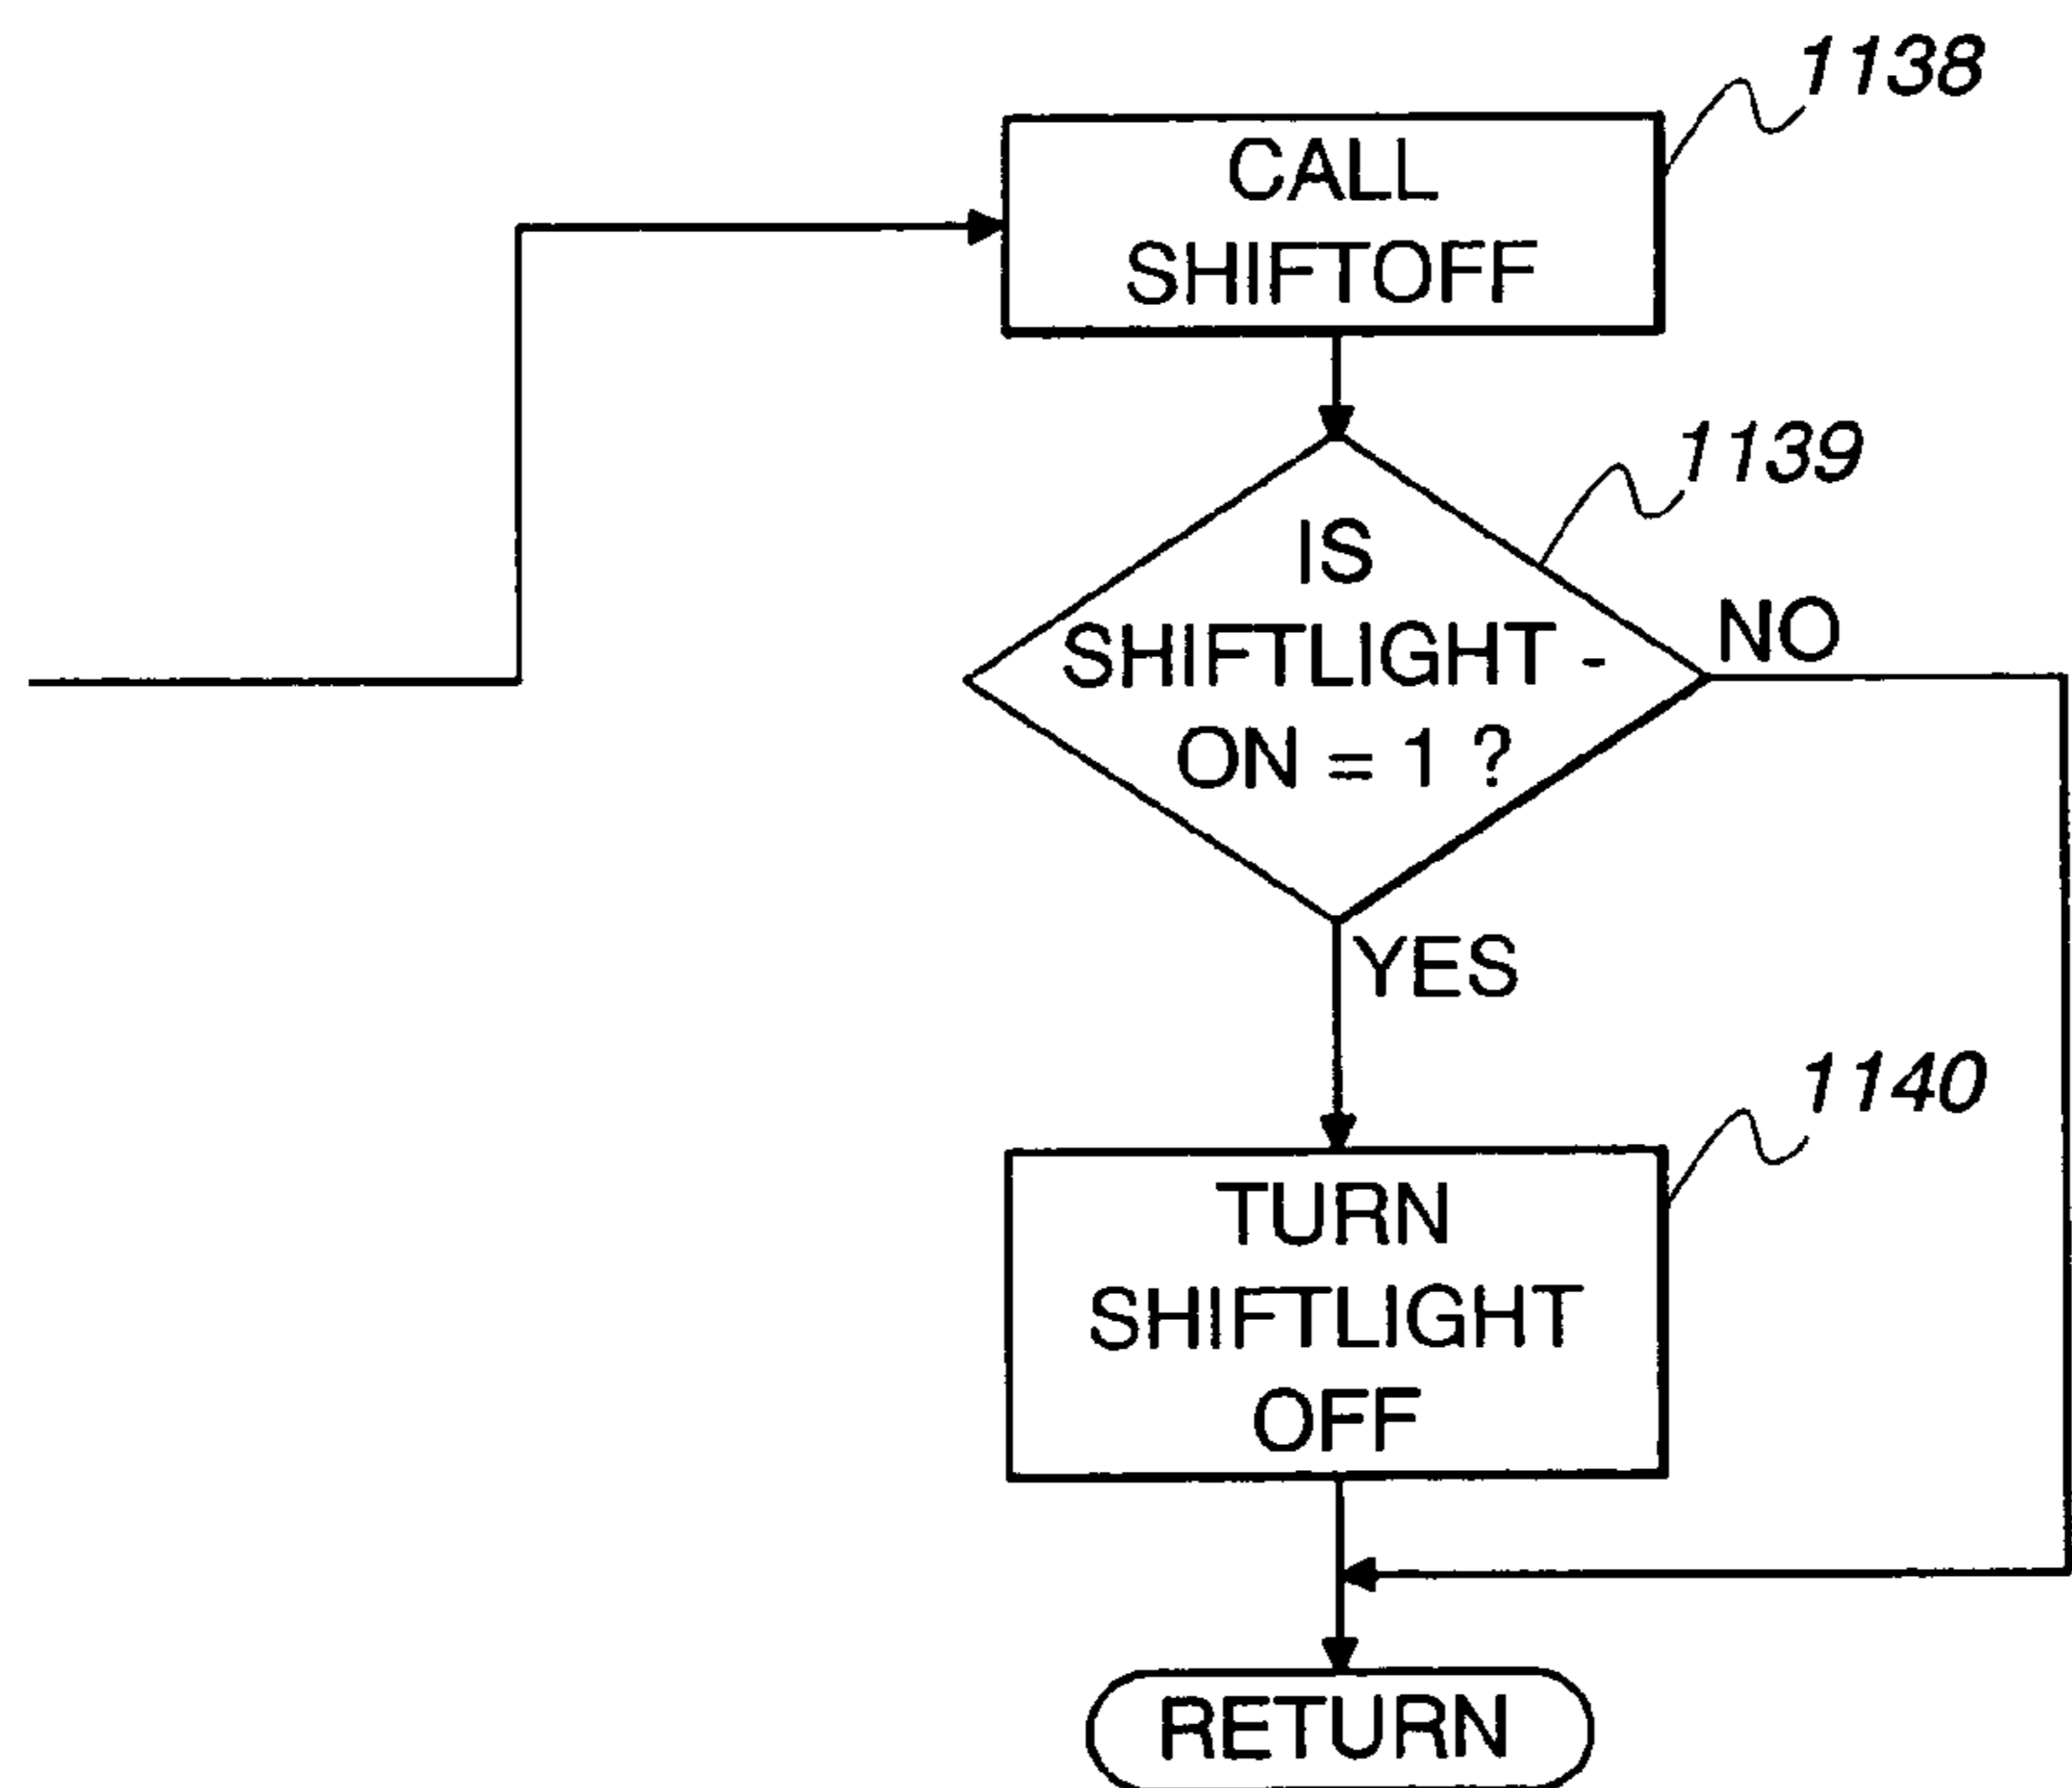 1138
CALL
SHIFTOFF
1139
IS
SHIFTLIGHT -
ON = 1 ?
NO
YES
1140
TURN
SHIFTLIGHT
OFF
RETURN